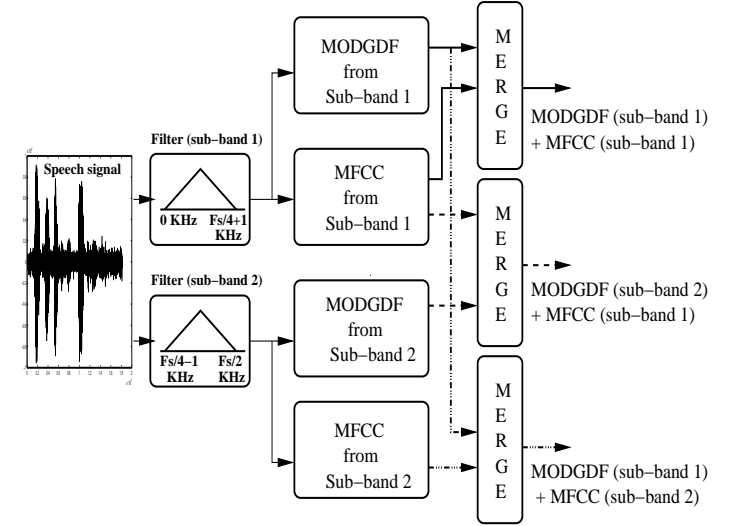 MODGDF
from
Sub−band 1
M
E
R
G
E
MODGDF (sub−band 1)
+ MFCC (sub−band 1)
Filter (sub−band 1)
0 KHz Fs/4+1
KHz
MFCC
from
Sub−band 1
Speech signal
M
E
R
G
E
MODGDF (sub−band 2)
+ MFCC (sub−band 1)
Filter (sub−band 2)
Fs/4−1 Fs/2
KHz KHz
MODGDF
from
Sub−band 2
MFCC
from
Sub−band 2
M
E
R
G
E
MODGDF (sub−band 1)
+ MFCC (sub−band 2)